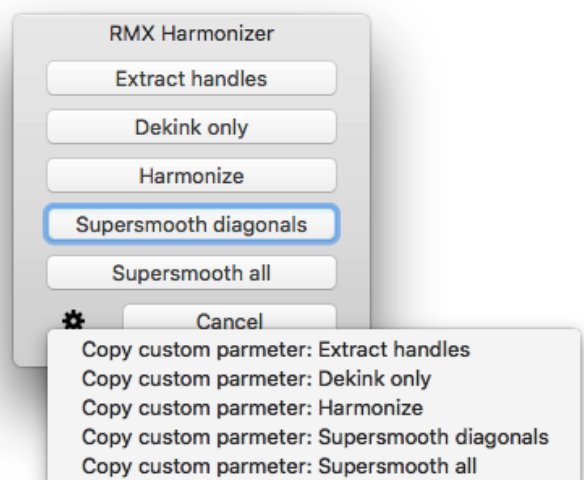 RMX Harmonizer
Extract handles
Dekink only
Harmonize
Supersmooth diagonals
Supersmooth all
Cancel
Copy custom parmeter: Extract handles
Copy custom parmeter: Dekink only
Copy custom parmeter: Harmonize
Copy custom parmeter: Supersmooth diagonals
Copy custom parmeter: Supersmooth all